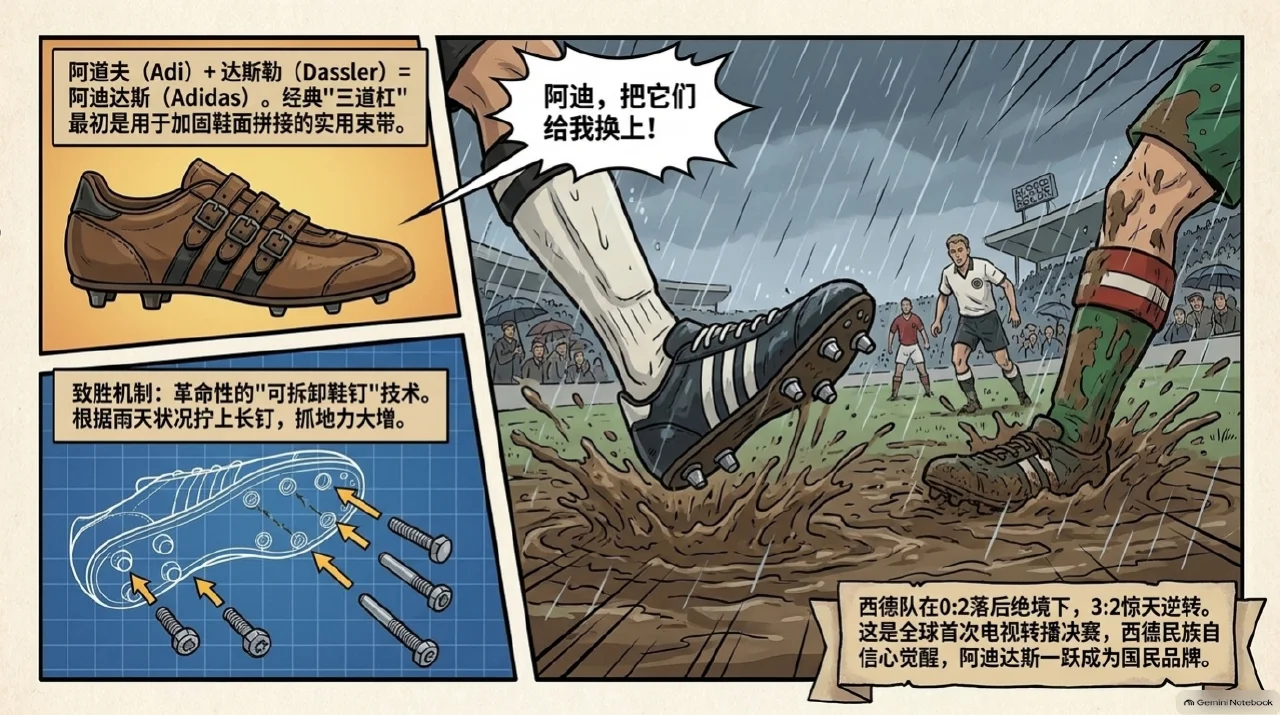 阿道夫（Adi）+ 达斯勒（Dassler）=
阿迪达斯（Adidas）。经典"三道杠"
最初是用于加固鞋面拼接的实用束带。
阿迪，把它们
给我换上！
致胜机制：革命性的"可拆卸鞋钉"技术。
根据雨天状况拧上长钉，抓地力大增。
西德队在0:2落后绝境下，3:2惊天逆转。
这是全球首次电视转播决赛，西德民族自
信心觉醒，阿迪达斯一跃成为国民品牌。
Gemini Notebook